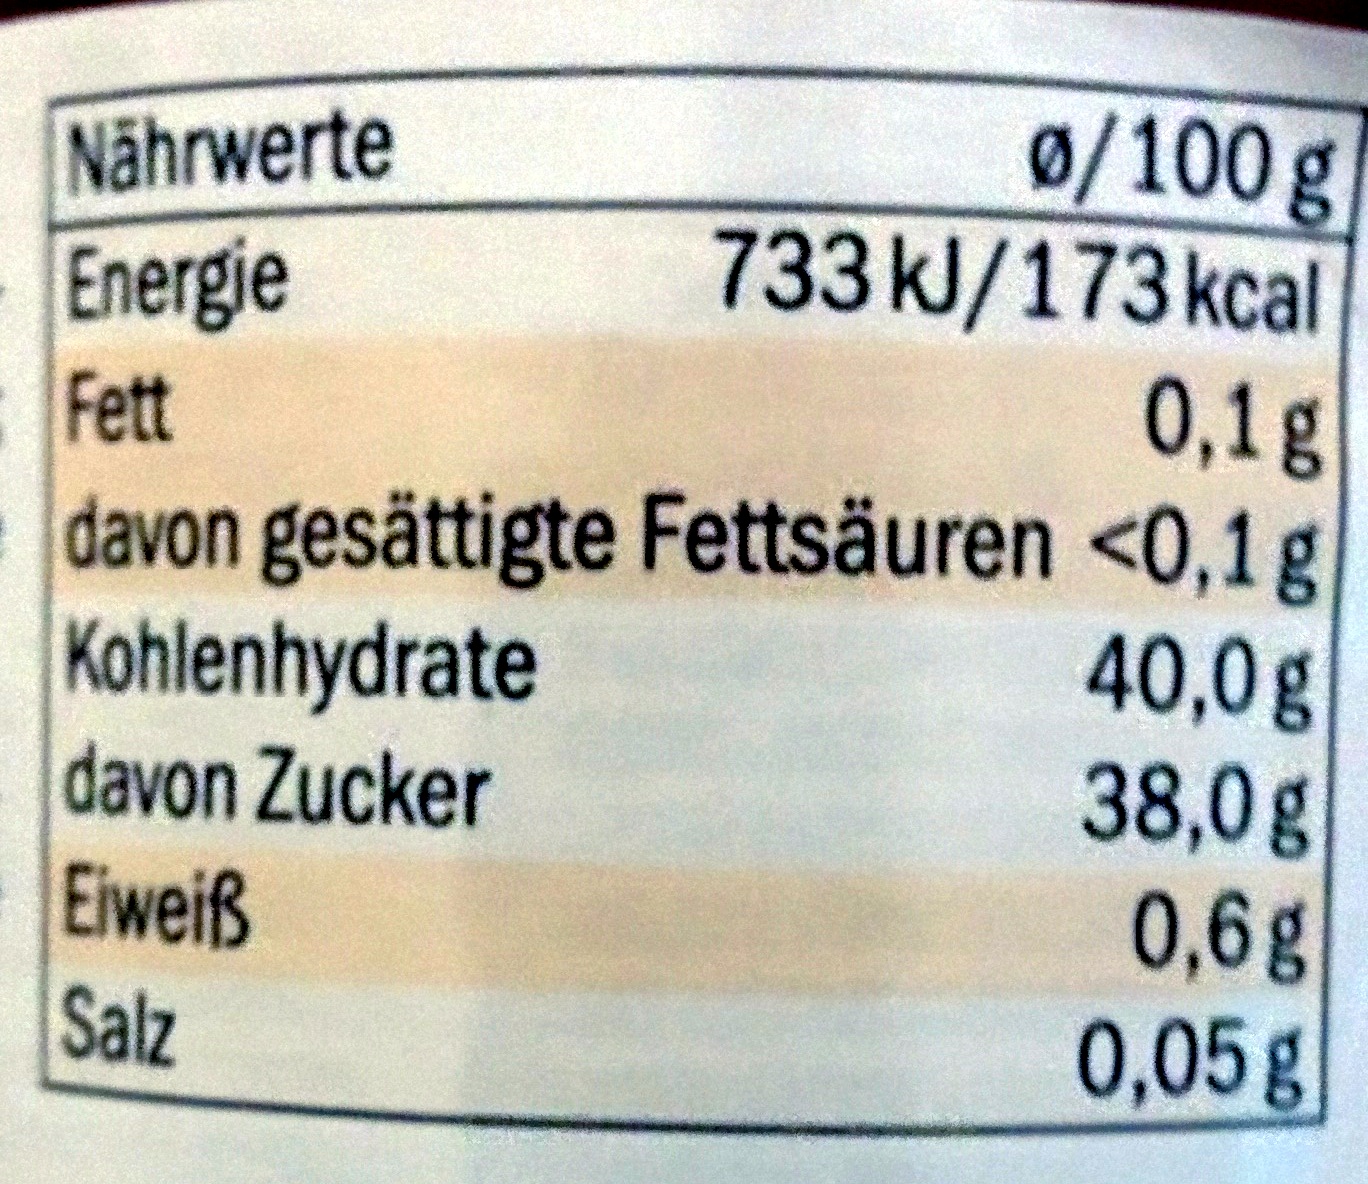 Nährwerte ø/100 g
Energie 733 kJ/173 kcal
Fett 0,1 g
davon gesättigte Fettsäuren <0,1 g
Kohlenhydrate 40,0 g
davon Zucker 38,0 g
Eiweiß 0,6 g
Salz 0,05 g